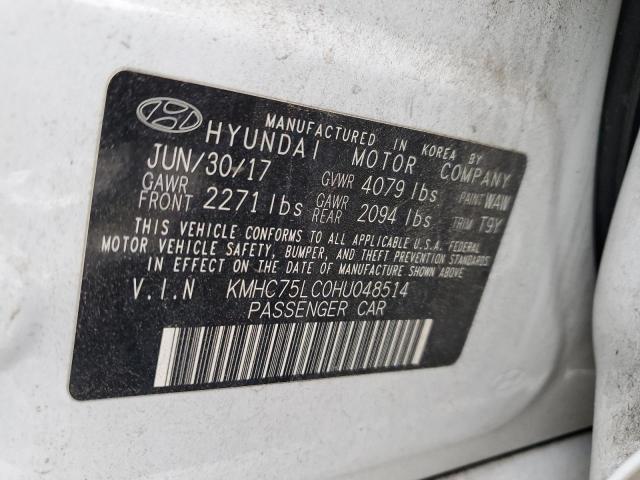 MANUFACTURED IN KOREA BY
HYUNDAI MOTOR COMPANY
JUN/30/17 GVWR 4079 lbs PAINT WAW
GAWR FRONT 2271 lbs GAWR REAR 2094 lbs TRIM T9Y
THIS VEHICLE CONFORMS TO ALL APPLICABLE U.S.A. FEDERAL
MOTOR VEHICLE SAFETY, BUMPER, AND THEFT PREVENTION STANDARDS
IN EFFECT ON THE DATE OF MANUFACTURE SHOWN ABOVE.
V.I.N KMHC75LC0HU048514
PASSENGER CAR